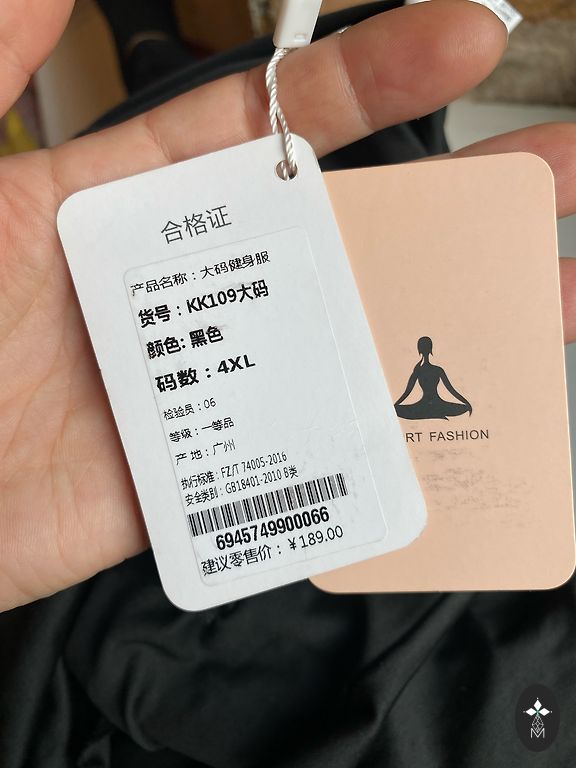 合格证
产品名称：大码健身服
货号：KK109大码
颜色: 黑色
码数：4XL
检验员：06
等级：一等品
产 地：广州
执行标准：FZ/T 74005-2016
安全类别：GB18401-2010 B类
6945749900066
建议零售价：￥189.00
RT FASHION
M